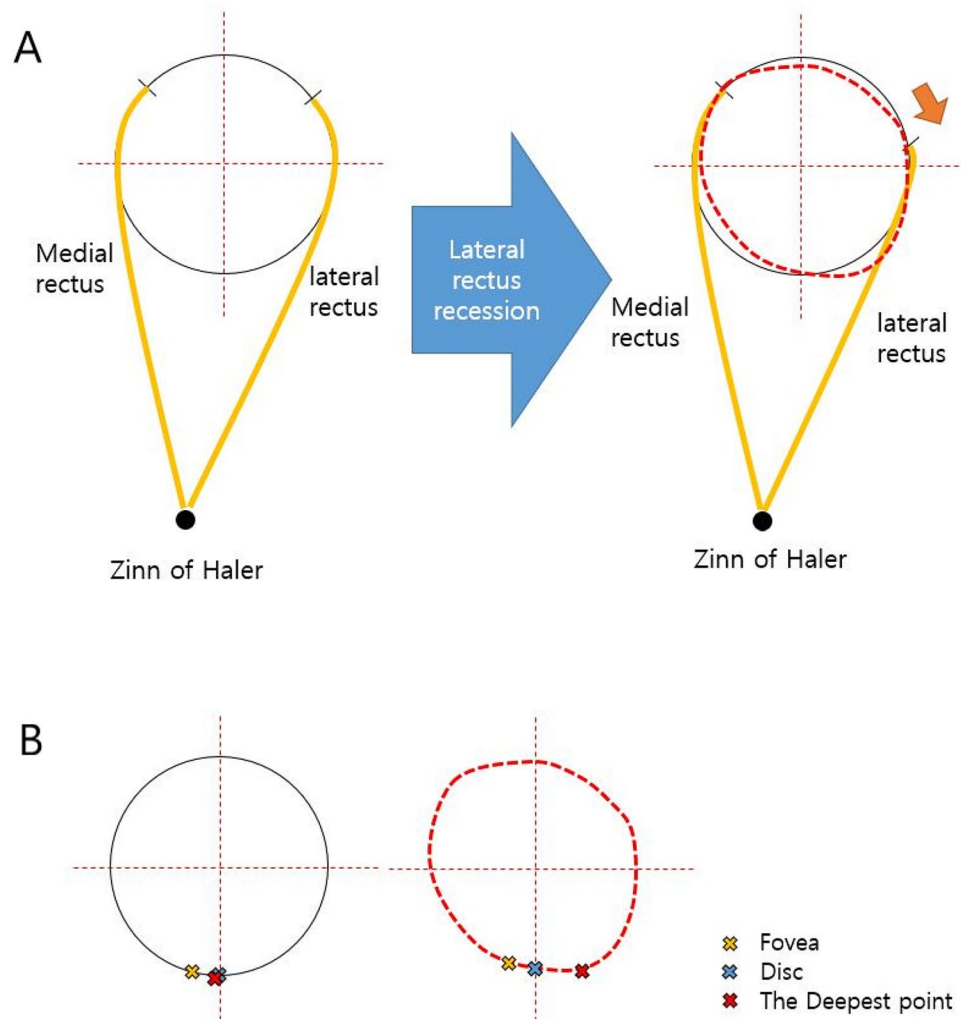 A
Medial
rectus
lateral
rectus
Zinn of Haler
Lateral
rectus
recession
Medial
rectus
lateral
rectus
Zinn of Haler
B
Fovea
Disc
The Deepest point